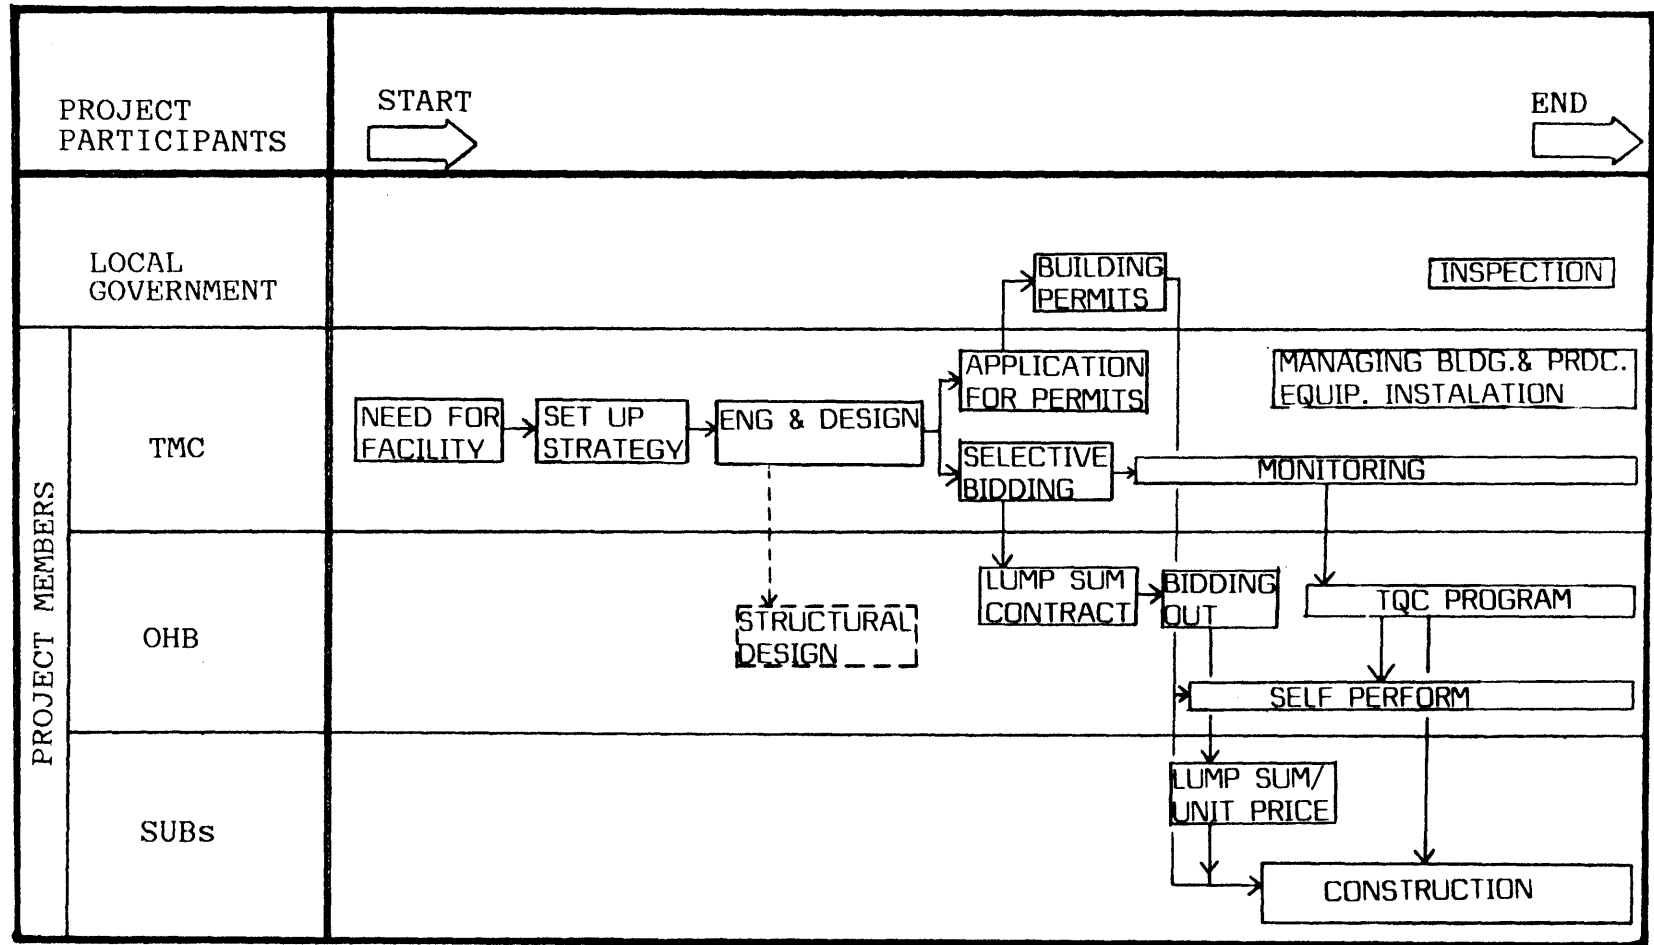 PROJECT
PARTICIPANTS
START
END
LOCAL
GOVERNMENT
BUILDING
PERMITS
INSPECTION
PROJECT MEMBERS
TMC
NEED FOR
FACILITY
SET UP
STRATEGY
ENG & DESIGN
APPLICATION
FOR PERMITS
SELECTIVE
BIDDING
MANAGING BLDG.& PRDC.
EQUIP. INSTALATION
MONITORING
OHB
STRUCTURAL
DESIGN
LUMP SUM
CONTRACT
BIDDING
OUT
TQC PROGRAM
SELF PERFORM
SUBs
LUMP SUM/
UNIT PRICE
CONSTRUCTION